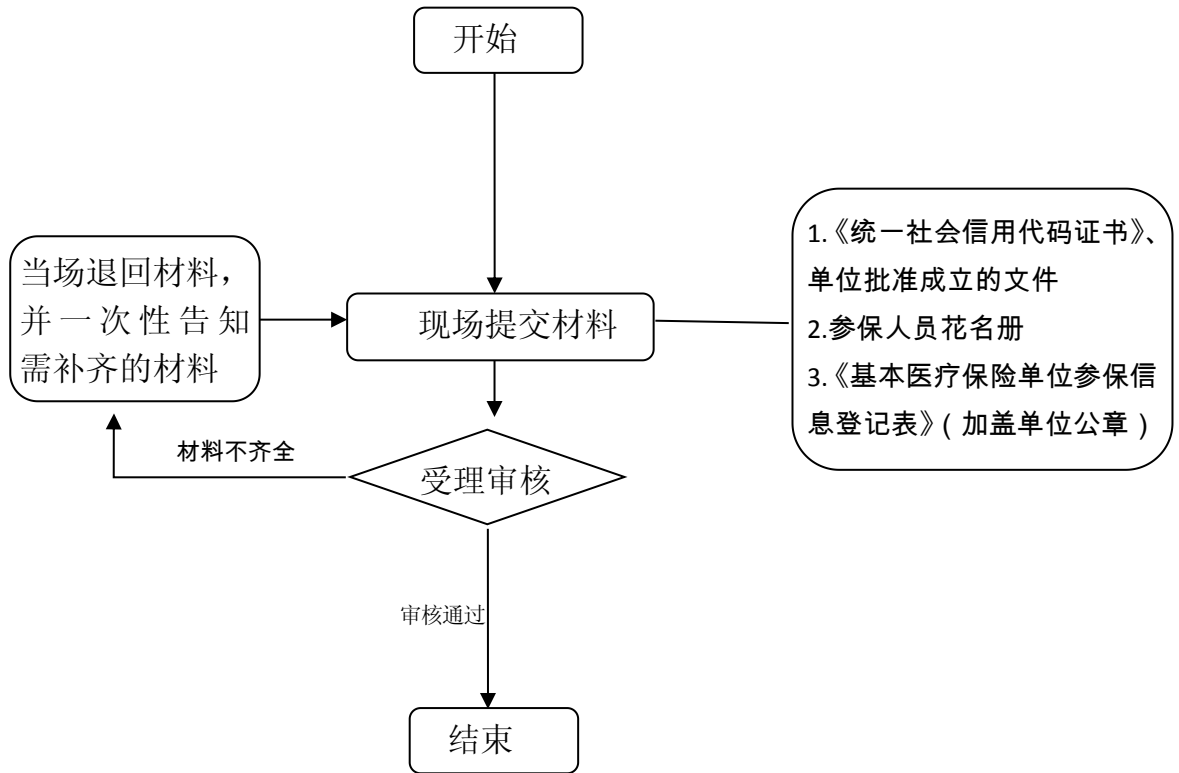 开始
当场退回材料，
并一次性告知
需补齐的材料
现场提交材料
1.《统一社会信用代码证书》、
单位批准成立的文件
2.参保人员花名册
3.《基本医疗保险单位参保信
息登记表》（加盖单位公章）
材料不齐全
受理审核
审核通过
结束